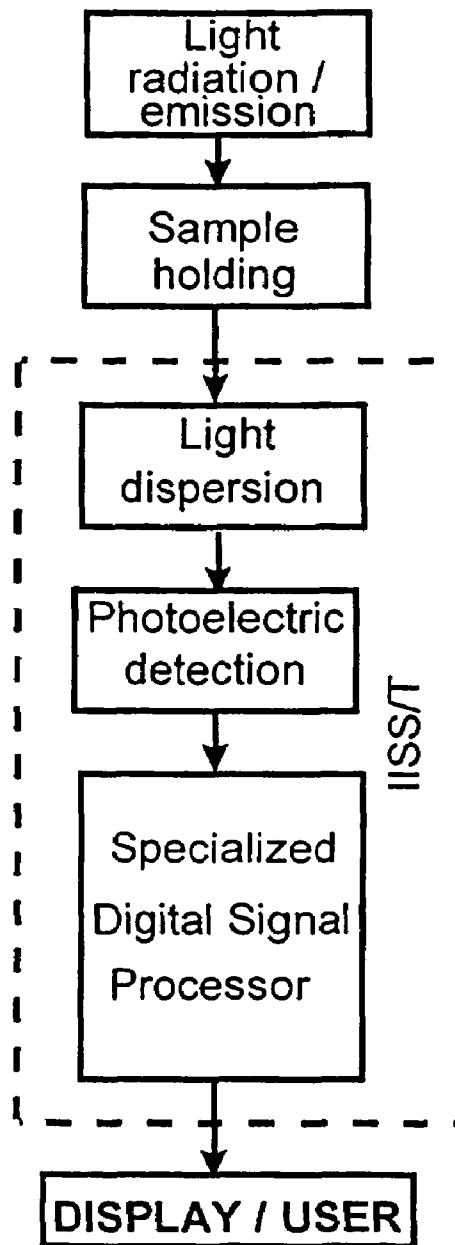 Light
radiation /
emission
Sample
holding
Light
dispersion
Photoelectric
detection
IISS/T
Specialized
Digital Signal
Processor
DISPLAY / USER